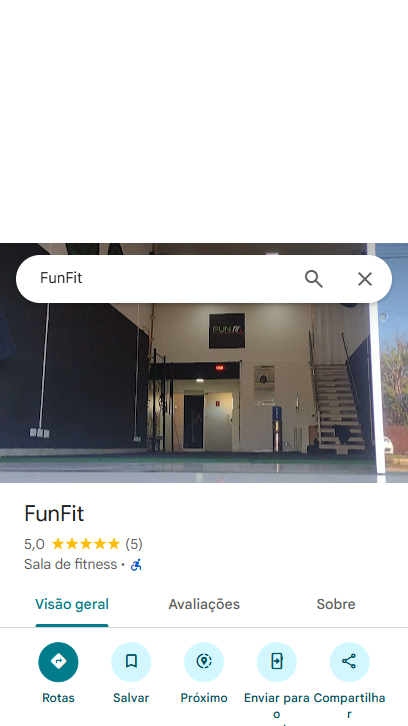 FunFit
FUN fit
FunFit
5,0 (5)
Sala de fitness ·
Visão geral
Avaliações
Sobre
Rotas
Salvar
Próximo
Enviar para
o
Compartilha
r